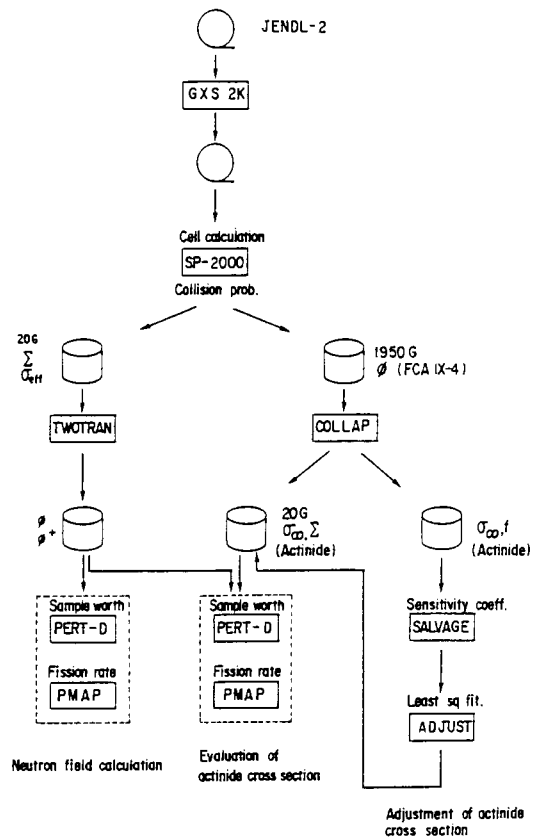 JENDL-2
GXS 2K
Cell calculation
SP-2000
Collision prob.
20G
Σ
σeff
1950G
φ (FCA IX-4)
TWOTRAN
COLLAP
φ
φ+
20G
σ∞, Σ
(Actinide)
σ∞,f
(Actinide)
Sample worth
PERT-D
Fission rate
PMAP
Sample worth
PERT-D
Fission rate
PMAP
Sensitivity coeff.
SALVAGE
Least sq fit.
ADJUST
Neutron field calculation
Evaluation of
actinide cross section
Adjustment of actinide
cross section